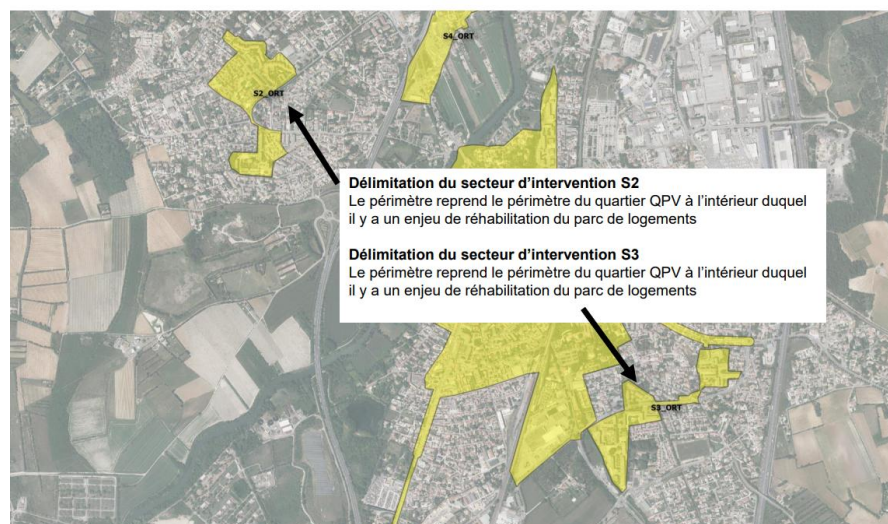 S4_ORT
S2_ORT
Délimitation du secteur d'intervention S2
Le périmètre reprend le périmètre du quartier QPV à l'intérieur duquel
il y a un enjeu de réhabilitation du parc de logements
Délimitation du secteur d'intervention S3
Le périmètre reprend le périmètre du quartier QPV à l'intérieur duquel
il y a un enjeu de réhabilitation du parc de logements
S3_ORT